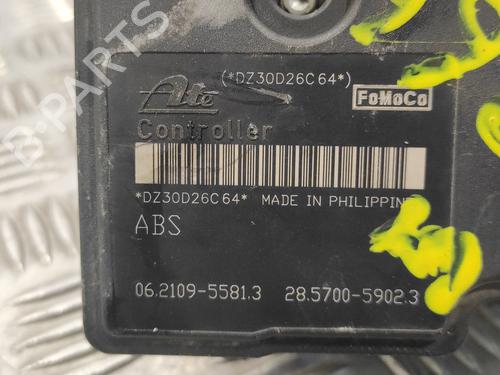 (*DZ30D26C64*)
Ate
FoMoCo
Controller
*DZ30D26C64* MADE IN PHILIPPIN
ABS
06.2109-5581.3 28.5700-5902.3
B-PARTS